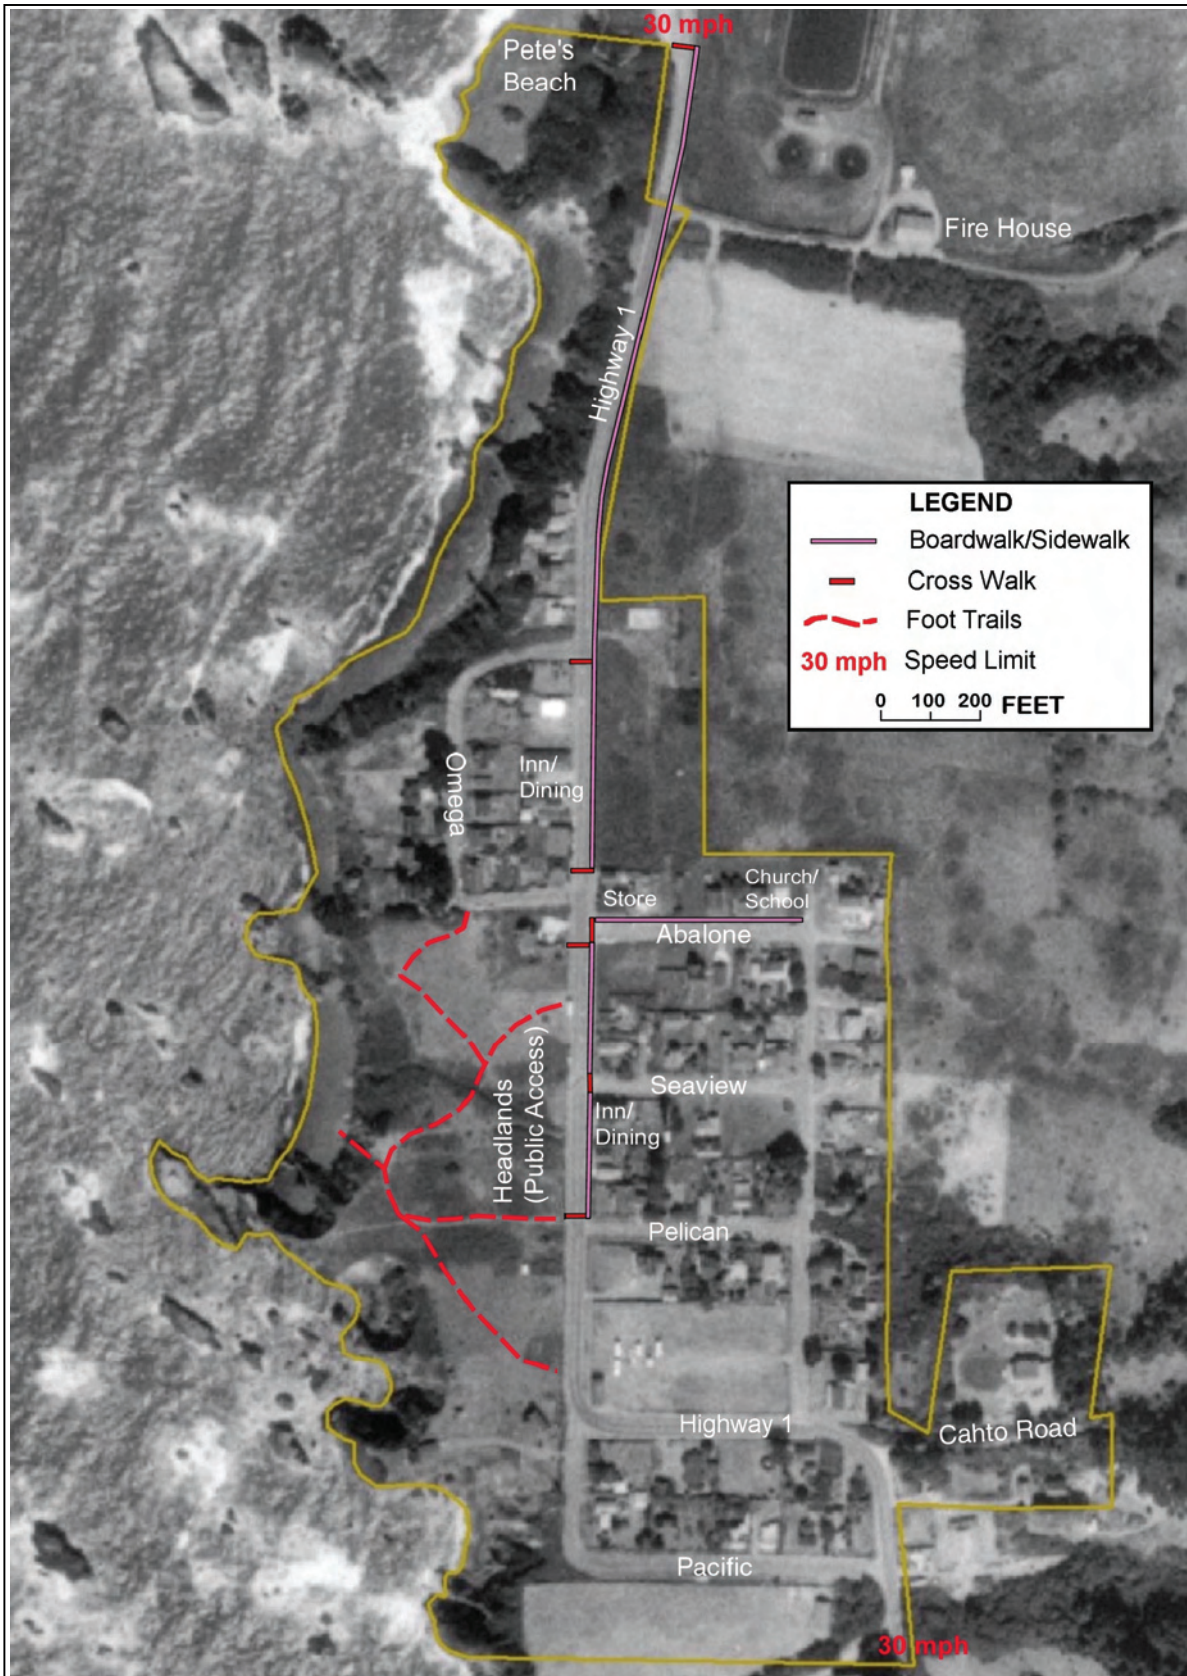 30 mph
Pete's
Beach
Fire House
Highway 1
LEGEND
Boardwalk/Sidewalk
Cross Walk
Foot Trails
30 mph Speed Limit
0 100 200 FEET
Inn/
Dining
Omega
Church/
School
Store
Abalone
Headlands
(Public Access)
Seaview
Inn/
Dining
Pelican
Highway 1
Cahto Road
Pacific
30 mph